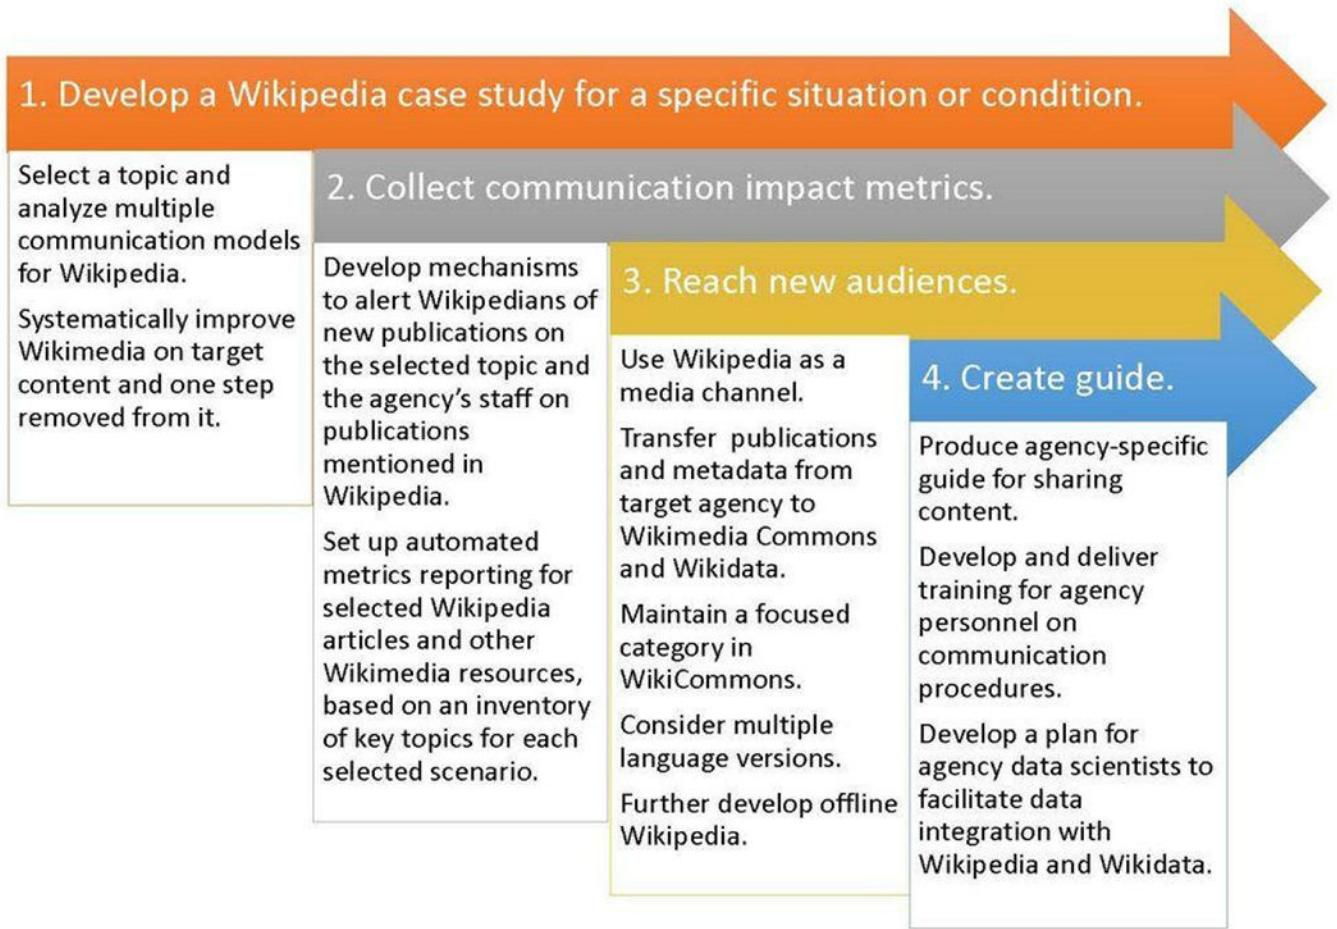 1. Develop a Wikipedia case study for a specific situation or condition.
Select a topic and
analyze multiple
communication models
for Wikipedia.
Systematically improve
Wikimedia on target
content and one step
removed from it.
2. Collect communication impact metrics.
Develop mechanisms
to alert Wikipedians of
new publications on
the selected topic and
the agency’s staff on
publications
mentioned in
Wikipedia.
Set up automated
metrics reporting for
selected Wikipedia
articles and other
Wikimedia resources,
based on an inventory
of key topics for each
selected scenario.
3. Reach new audiences.
Use Wikipedia as a
media channel.
Transfer publications
and metadata from
target agency to
Wikimedia Commons
and Wikidata.
Maintain a focused
category in
WikiCommons.
Consider multiple
language versions.
Further develop offline
Wikipedia.
4. Create guide.
Produce agency-specific
guide for sharing
content.
Develop and deliver
training for agency
personnel on
communication
procedures.
Develop a plan for
agency data scientists to
facilitate data
integration with
Wikipedia and Wikidata.